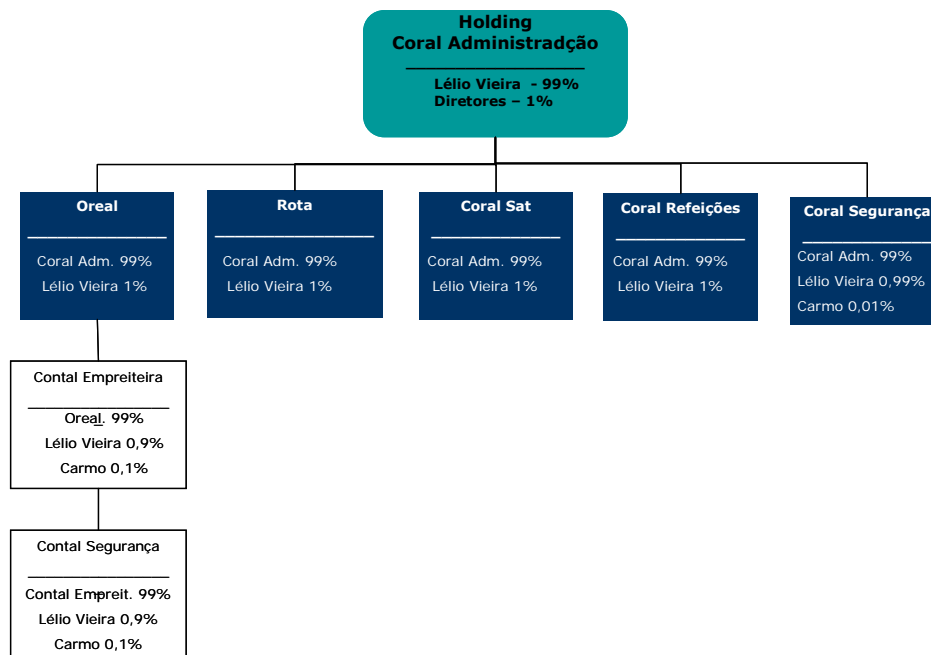 Holding
Coral Administradção
Lélio Vieira - 99%
Diretores – 1%
Oreal
Coral Adm. 99%
Lélio Vieira 1%
Rota
Coral Adm. 99%
Lélio Vieira 1%
Coral Sat
Coral Adm. 99%
Lélio Vieira 1%
Coral Refeições
Coral Adm. 99%
Lélio Vieira 1%
Coral Segurança
Coral Adm. 99%
Lélio Vieira 0,99%
Carmo 0,01%
Contal Empreiteira
Oreal. 99%
Lélio Vieira 0,9%
Carmo 0,1%
Contal Segurança
Contal Empreit. 99%
Lélio Vieira 0,9%
Carmo 0,1%